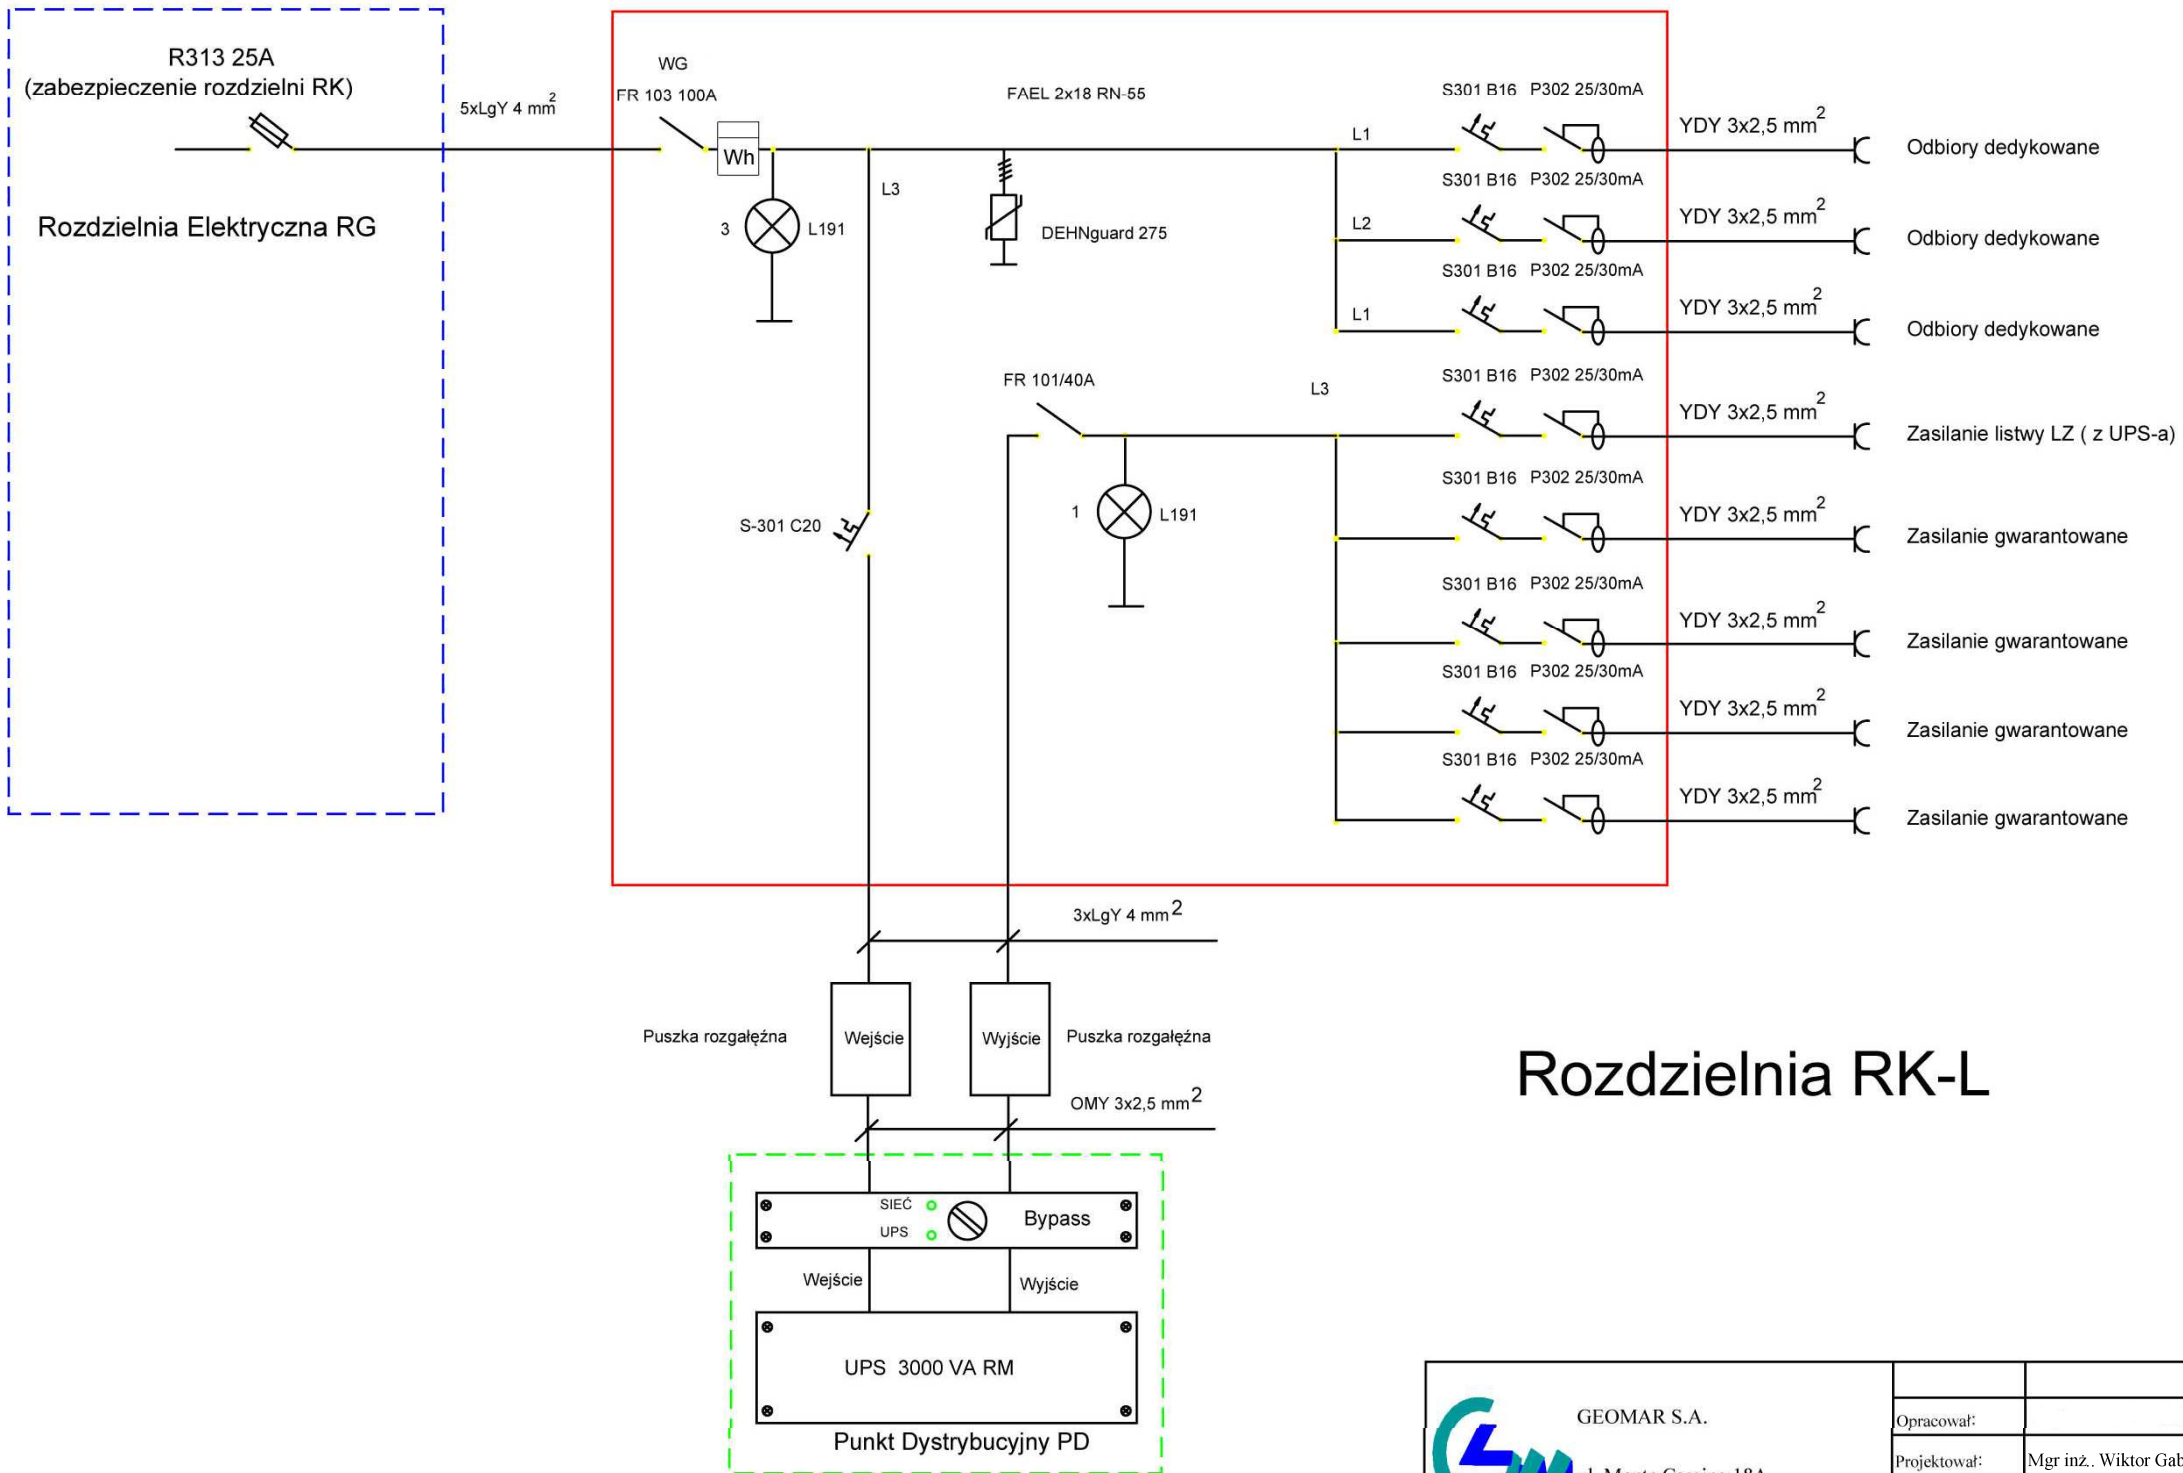 R313 25A
(zabezpieczenie rozdzielni RK)
5xLgY 4 mm2
Rozdzielnia Elektryczna RG
WG
FR 103 100A
Wh
3
L191
L3
FAEL 2x18 RN-55
DEHNguard 275
L1
S301 B16 P302 25/30mA
YDY 3x2,5 mm2
Odbiory dedykowane
L2
S301 B16 P302 25/30mA
YDY 3x2,5 mm2
Odbiory dedykowane
L1
S301 B16 P302 25/30mA
YDY 3x2,5 mm2
Odbiory dedykowane
FR 101/40A
L3
S301 B16 P302 25/30mA
YDY 3x2,5 mm2
Zasilanie listwy LZ ( z UPS-a)
S-301 C20
1
L191
S301 B16 P302 25/30mA
YDY 3x2,5 mm2
Zasilanie gwarantowane
S301 B16 P302 25/30mA
YDY 3x2,5 mm2
Zasilanie gwarantowane
S301 B16 P302 25/30mA
YDY 3x2,5 mm2
Zasilanie gwarantowane
S301 B16 P302 25/30mA
YDY 3x2,5 mm2
Zasilanie gwarantowane
3xLgY 4 mm2
Puszka rozgałęźna
Wejście
Wyjście
Puszka rozgałęźna
OMY 3x2,5 mm2
Rozdzielnia RK-L
SIEĆ
UPS
Bypass
Wejście
Wyjście
UPS 3000 VA RM
Punkt Dystrybucyjny PD
GEOMAR S.A.
Opracował:
Projektował:
Mgr inż.. Wiktor